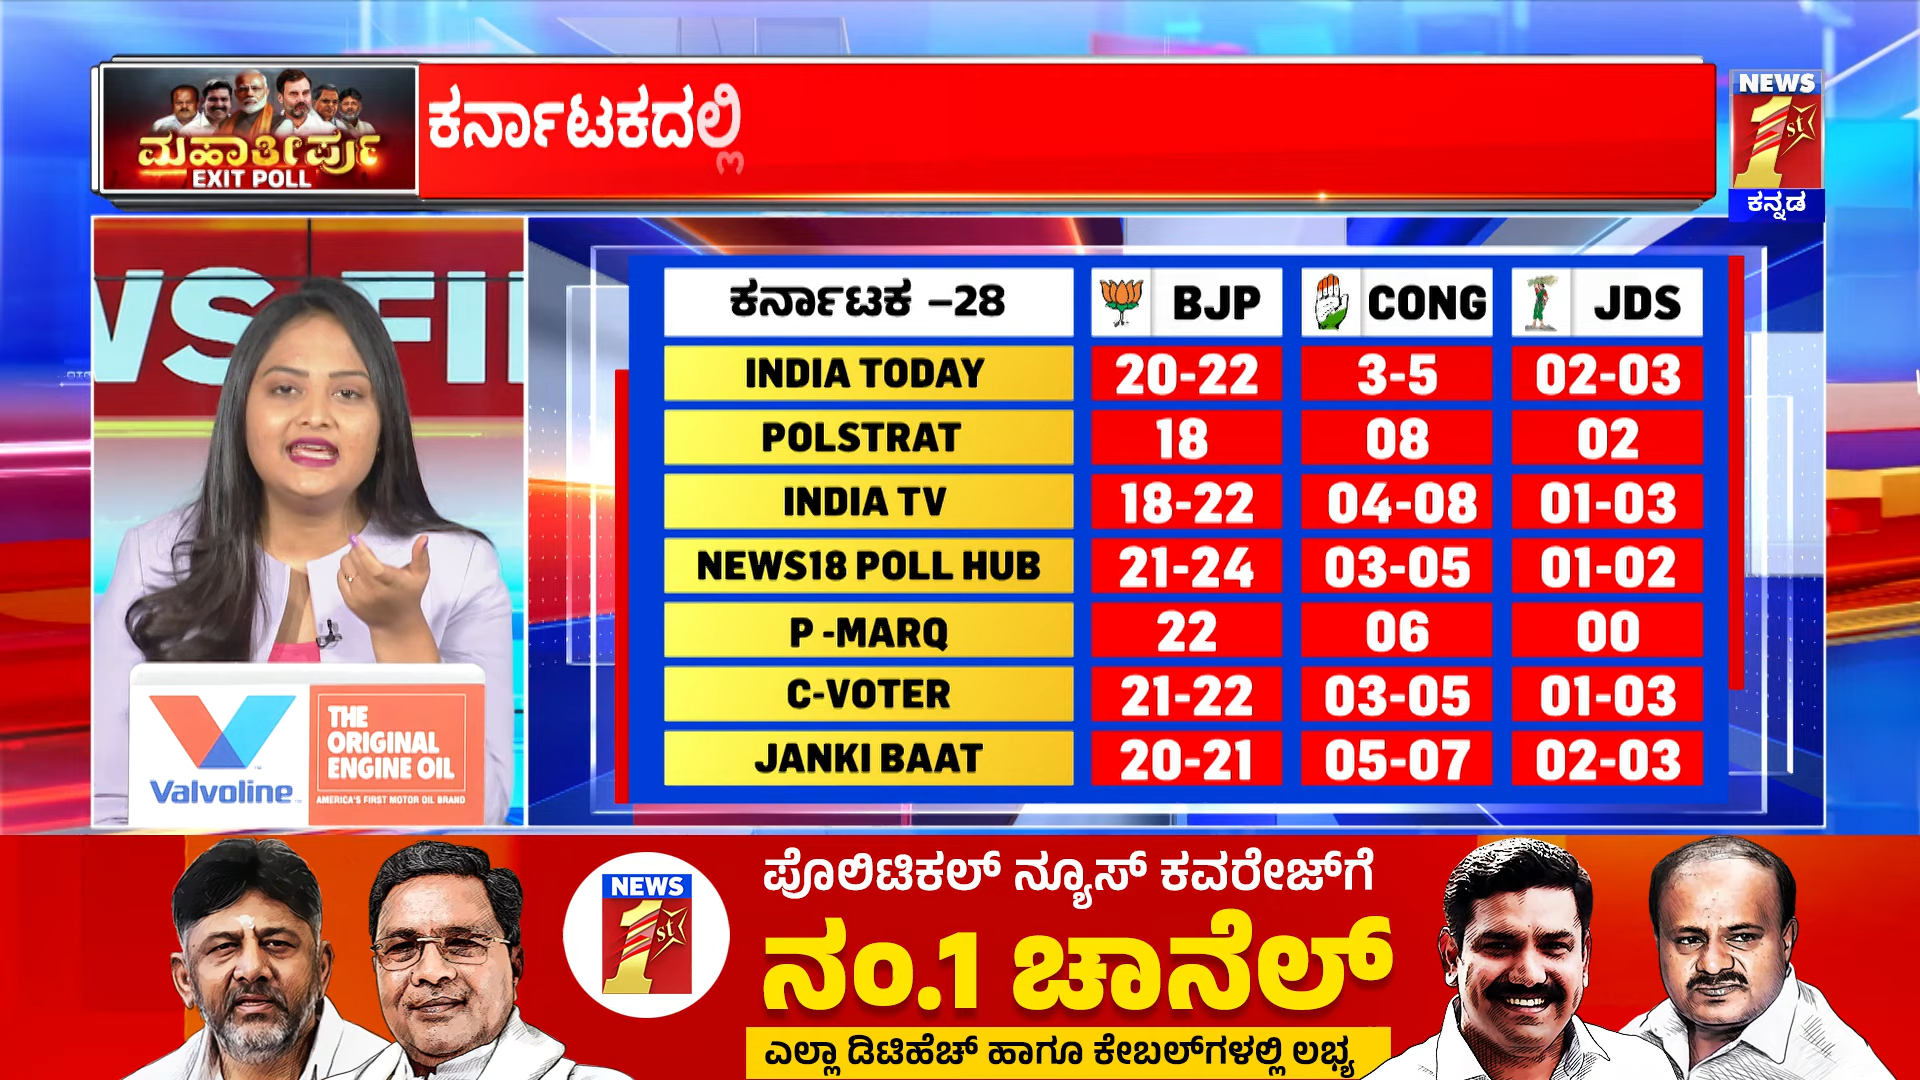 ಮಹಾತೀರ್ಪು
EXIT POLL
ಕರ್ನಾಟಕದಲ್ಲಿ
NEWS
1st
ಕನ್ನಡ
WS FI
ಕರ್ನಾಟಕ –28 BJP CONG JDS
INDIA TODAY 20-22 3-5 02-03
POLSTRAT 18 08 02
INDIA TV 18-22 04-08 01-03
NEWS18 POLL HUB 21-24 03-05 01-02
P -MARQ 22 06 00
C-VOTER 21-22 03-05 01-03
JANKI BAAT 20-21 05-07 02-03
Valvoline
THE
ORIGINAL
ENGINE OIL
AMERICA'S FIRST MOTOR OIL BRAND
NEWS
1st
ಪೊಲಿಟಿಕಲ್ ನ್ಯೂಸ್ ಕವರೇಜ್‌ಗೆ
ನಂ.1 ಚಾನೆಲ್
ಎಲ್ಲಾ ಡಿಟಿಹೆಚ್ ಹಾಗೂ ಕೇಬಲ್‌ಗಳಲ್ಲಿ ಲಭ್ಯ